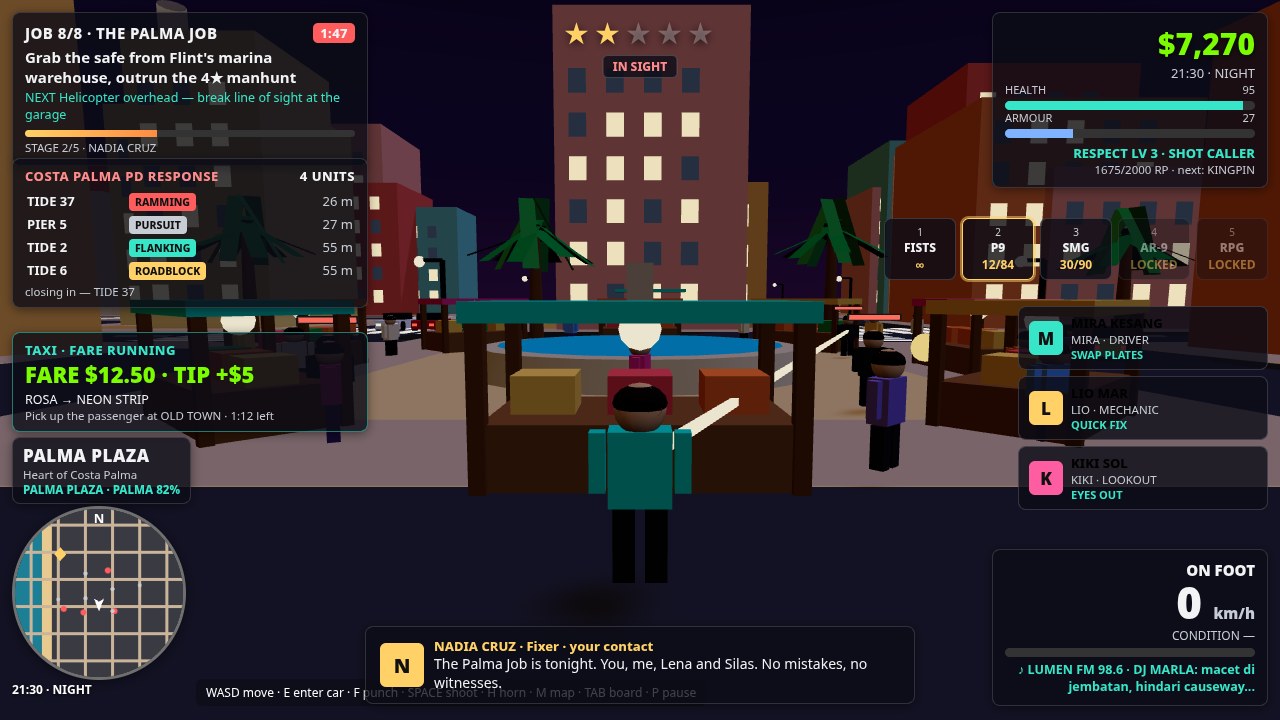 JOB 8/8 · THE PALMA JOB
1:47
Grab the safe from Flint's marina
warehouse, outrun the 4★ manhunt
NEXT Helicopter overhead — break line of sight at the
garage
STAGE 2/5 · NADIA CRUZ
COSTA PALMA PD RESPONSE
4 UNITS
TIDE 37 RAMMING 26 m
PIER 5 PURSUIT 27 m
TIDE 2 FLANKING 55 m
TIDE 6 ROADBLOCK 55 m
closing in — TIDE 37
TAXI · FARE RUNNING
FARE $12.50 · TIP +$5
ROSA → NEON STRIP
Pick up the passenger at OLD TOWN · 1:12 left
PALMA PLAZA
Heart of Costa Palma
PALMA PLAZA · PALMA 82%
N
21:30 · NIGHT
IN SIGHT
$7,270
21:30 · NIGHT
HEALTH 95
ARMOUR 27
RESPECT LV 3 · SHOT CALLER
1675/2000 RP · next: KINGPIN
1
FISTS
∞
2
P9
12/84
3
SMG
30/90
4
AR-9
LOCKED
5
RPG
LOCKED
M
MIRA KESANG
MIRA · DRIVER
SWAP PLATES
L
LIO MAR
LIO · MECHANIC
QUICK FIX
K
KIKI SOL
KIKI · LOOKOUT
EYES OUT
ON FOOT
0 km/h
CONDITION —
♪ LUMEN FM 98.6 · DJ MARLA: macet di
jembatan, hindari causeway…
N
NADIA CRUZ · Fixer · your contact
The Palma Job is tonight. You, me, Lena and Silas. No mistakes, no
witnesses.
WASD move · E enter car · F punch · SPACE shoot · H horn · M map · TAB board · P pause